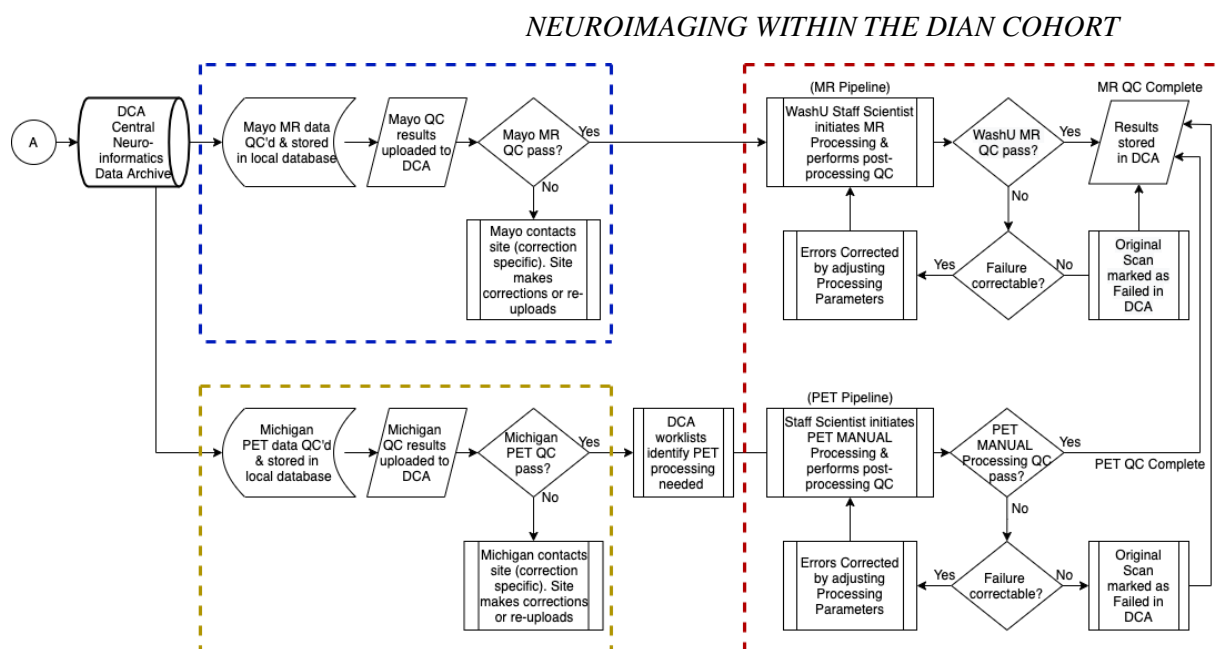 NEUROIMAGING WITHIN THE DIAN COHORT
A
DCA
Central
Neuro-
informatics
Data Archive
Mayo MR data
QC'd & stored
in local database
Mayo QC
results
uploaded to
DCA
Mayo MR
QC pass?
Yes
No
Mayo contacts
site (correction
specific). Site
makes
corrections or re-
uploads
(MR Pipeline)
WashU Staff Scientist
initiates MR
Processing &
performs post-
processing QC
WashU MR
QC pass?
Yes
No
MR QC Complete
Results
stored
in DCA
Errors Corrected
by adjusting
Processing
Parameters
Yes
Failure
correctable?
No
Original
Scan
marked as
Failed in
DCA
Michigan
PET data QC'd
& stored in
local database
Michigan
QC results
uploaded to
DCA
Michigan
PET QC
pass?
Yes
No
Michigan contacts
site (correction
specific). Site
makes corrections
or re-uploads
DCA
worklists
identify PET
processing
needed
(PET Pipeline)
Staff Scientist initiates
PET MANUAL
Processing &
performs post-
processing QC
PET
MANUAL
Processing QC
pass?
Yes
PET QC Complete
No
Errors Corrected
by adjusting
Processing
Parameters
Yes
Failure
correctable?
No
Original
Scan
marked as
Failed in
DCA